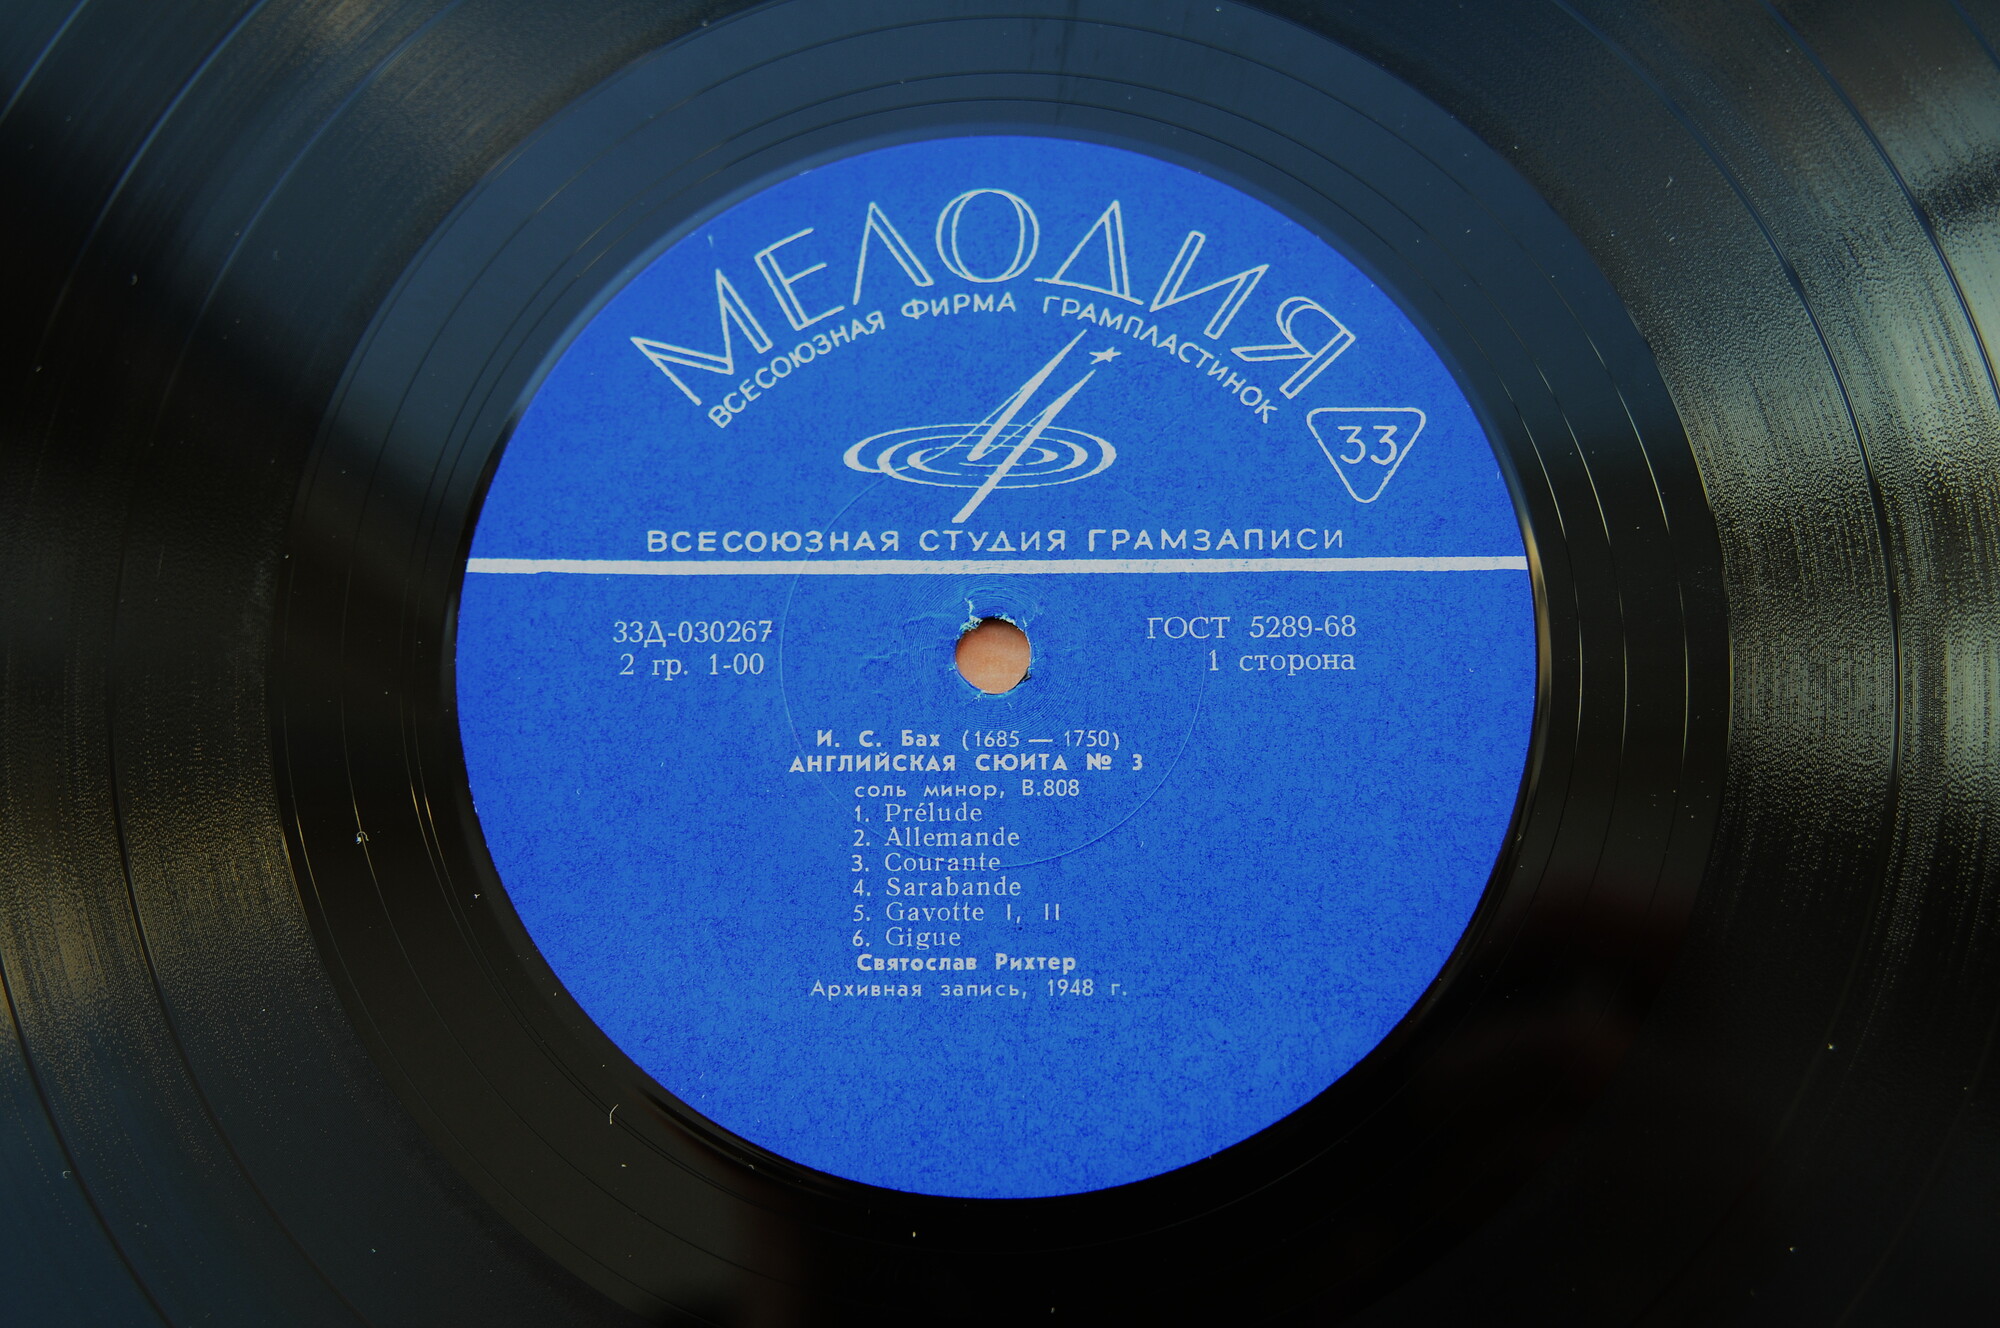 МЕЛОДИЯ
ВСЕСОЮЗНАЯ ФИРМА ГРАМПЛАСТИНОК
33
ВСЕСОЮЗНАЯ СТУДИЯ ГРАМЗАПИСИ
33Д-030267
2 гр. 1-00
ГОСТ 5289-68
1 сторона
И. С. Бах (1685 — 1750)
АНГЛИЙСКАЯ СЮИТА № 3
соль минор, В.808
1. Prélude
2. Allemande
3. Courante
4. Sarabande
5. Gavotte I, II
6. Gigue
Святослав Рихтер
Архивная запись, 1948 г.